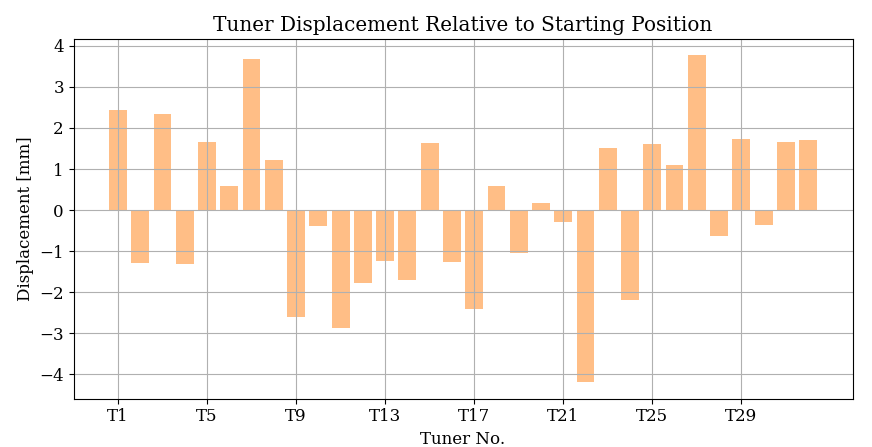 Tuner Displacement Relative to Starting Position
4
3
2
1
0
−1
−2
−3
−4
Displacement [mm]
T1 T5 T9 T13 T17 T21 T25 T29
Tuner No.